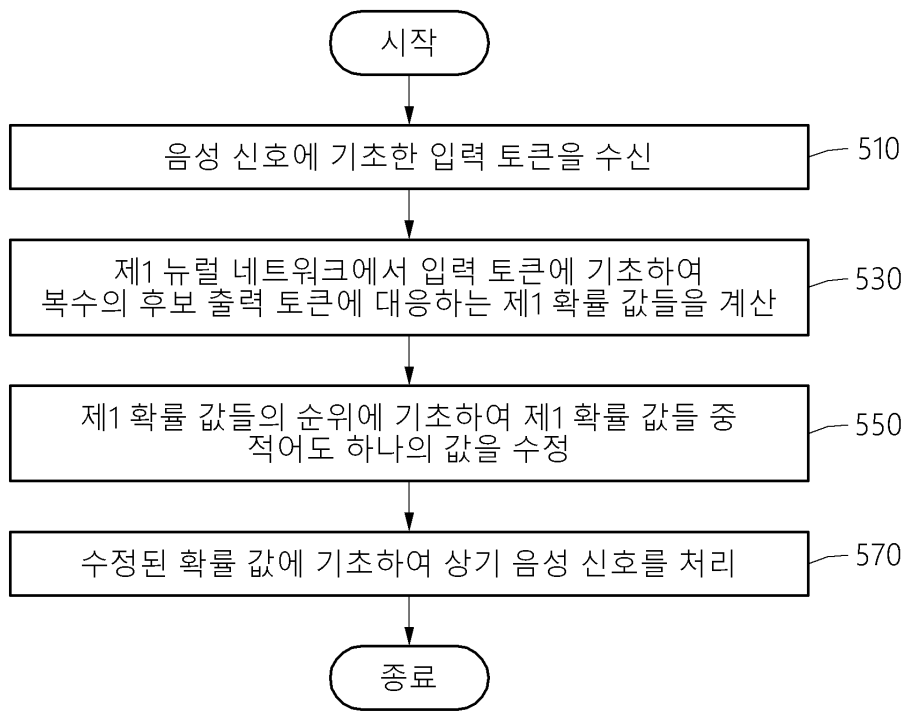 시작
음성 신호에 기초한 입력 토큰을 수신
510
제1 뉴럴 네트워크에서 입력 토큰에 기초하여
복수의 후보 출력 토큰에 대응하는 제1 확률 값들을 계산
530
제1 확률 값들의 순위에 기초하여 제1 확률 값들 중
적어도 하나의 값을 수정
550
수정된 확률 값에 기초하여 상기 음성 신호를 처리
570
종료